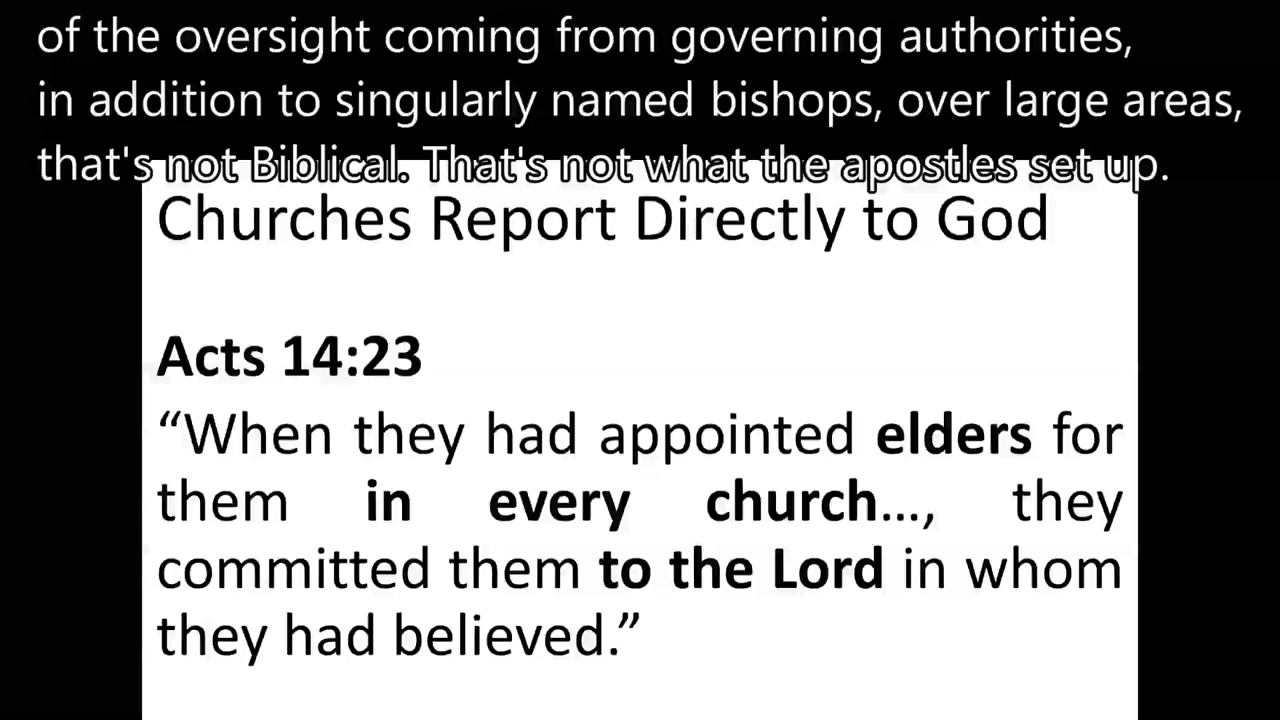 of the oversight coming from governing authorities,
in addition to singularly named bishops, over large areas,
that's not Biblical. That's not what the apostles set up.
Churches Report Directly to God
Acts 14:23
“When they had appointed elders for
them in every church…, they
committed them to the Lord in whom
they had believed.”